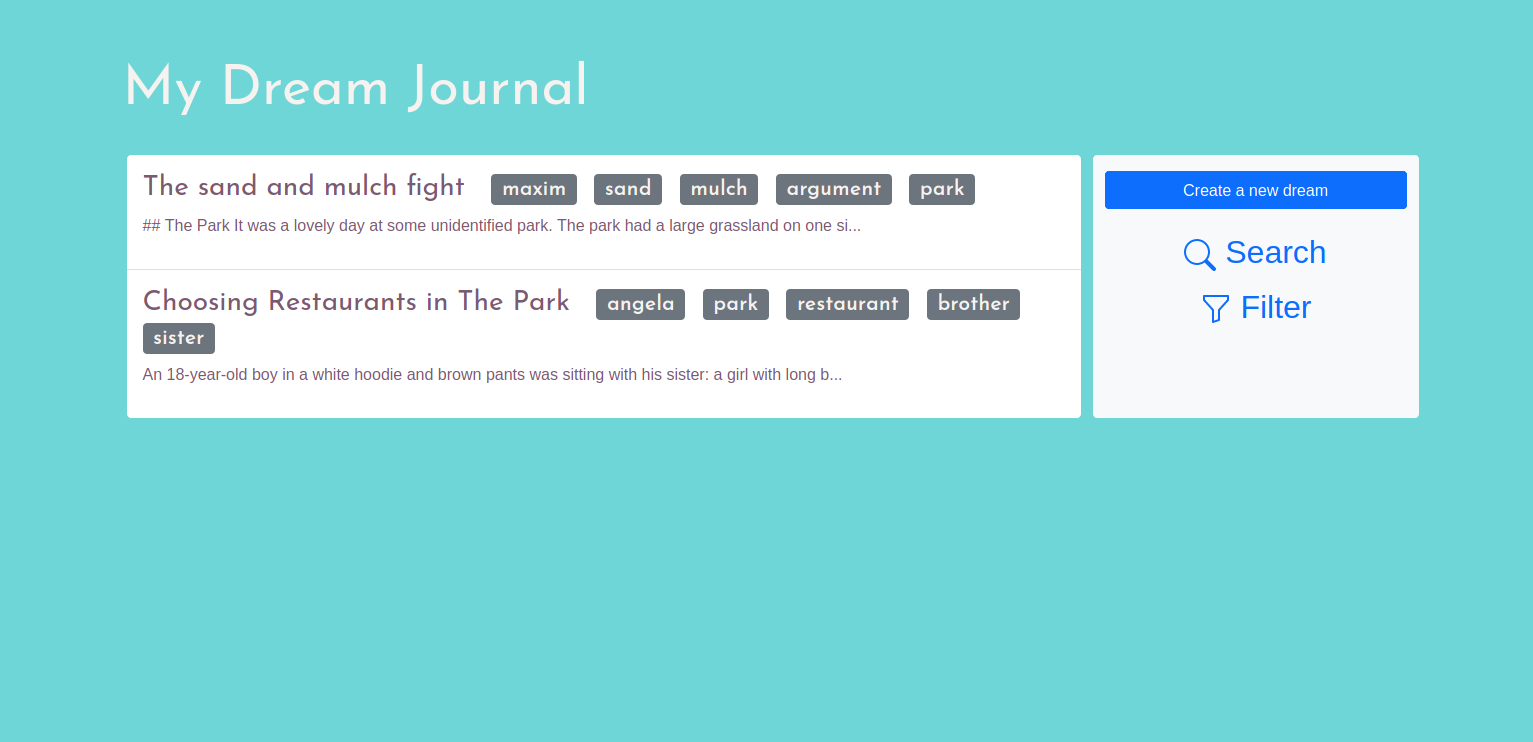 My Dream Journal
The sand and mulch fight maxim sand mulch argument park
## The Park It was a lovely day at some unidentified park. The park had a large grassland on one si...
Choosing Restaurants in The Park angela park restaurant brother
sister
An 18-year-old boy in a white hoodie and brown pants was sitting with his sister: a girl with long b...
Create a new dream
Search
Filter